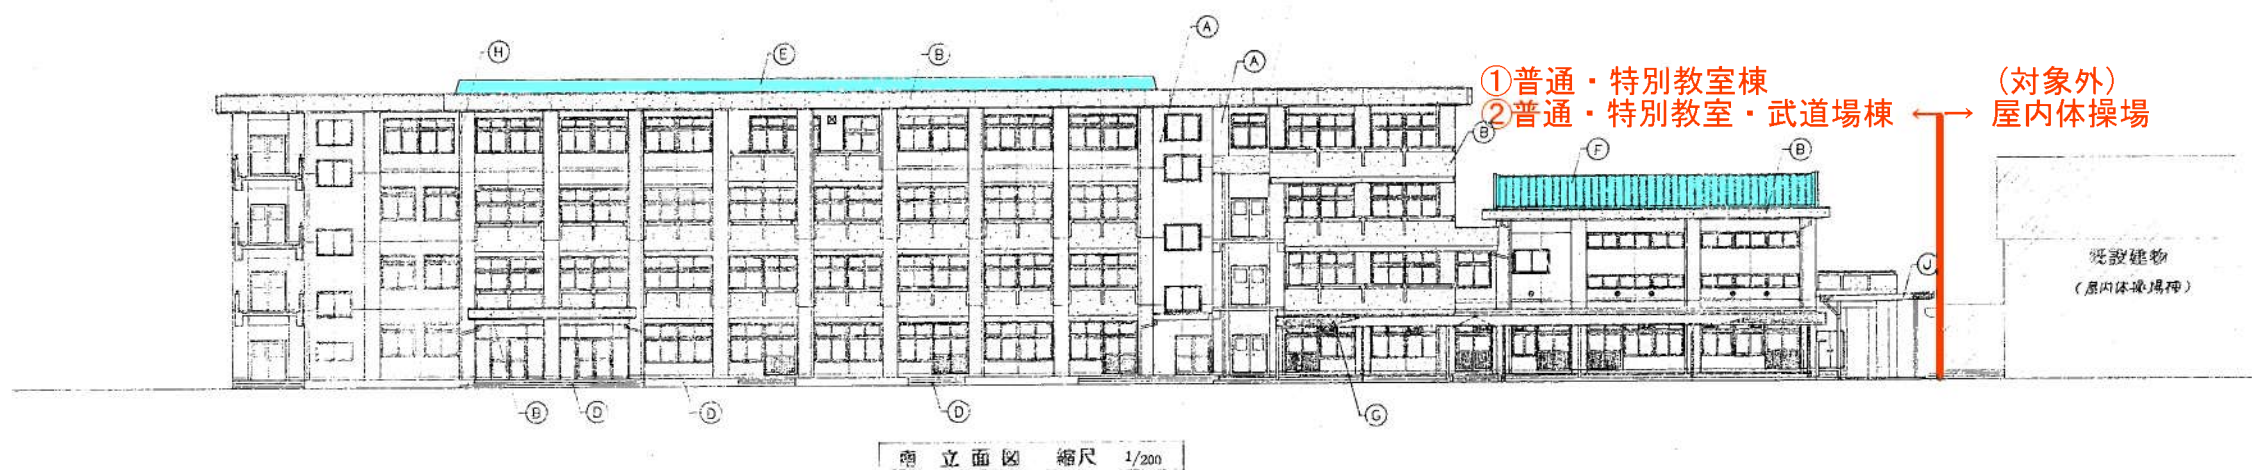 A
H
E
B
A
①普通・特別教室棟
(対象外)
②普通・特別教室・武道場棟 ←→ 屋内体操場
B
F
B
J
既設建物
(屋内体操場棟)
B
D
D
D
G
南 立面図 縮尺 1/200